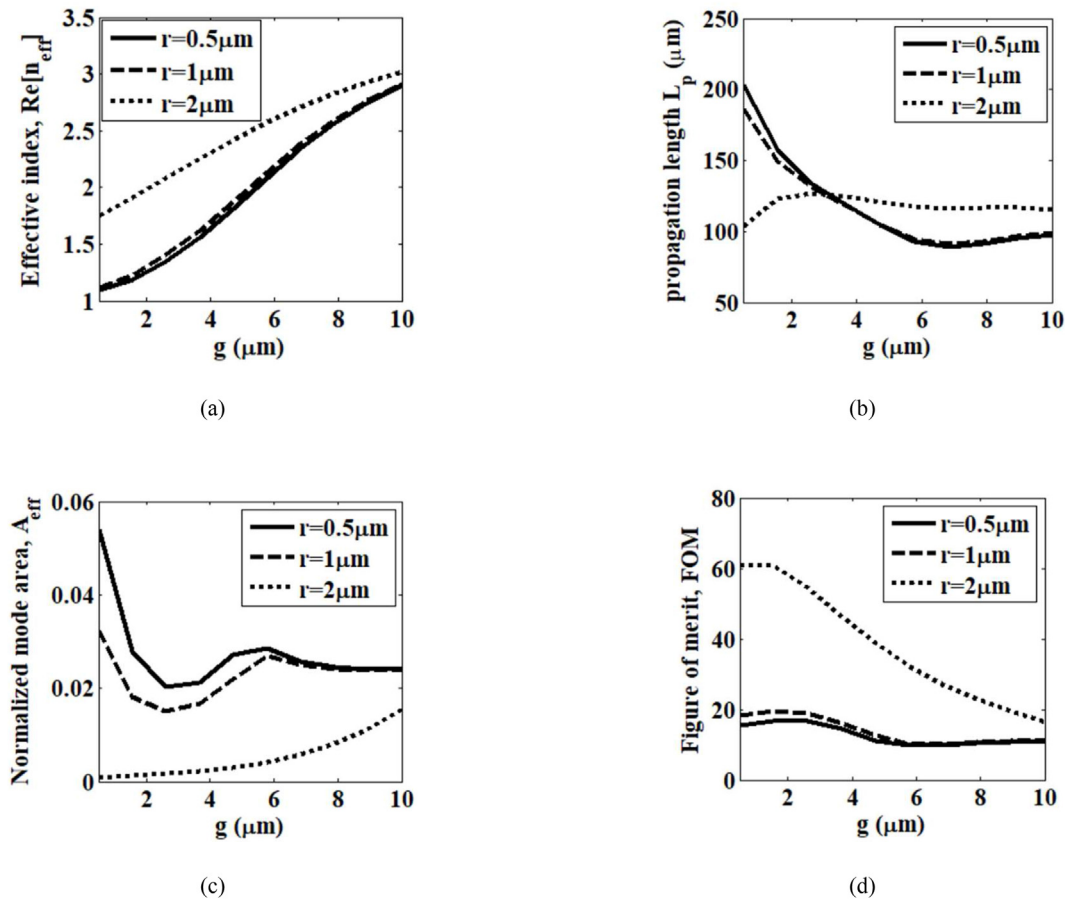 Effective index, Re[n_eff]
3.5
3
2.5
2
1.5
1
r=0.5μm
r=1μm
r=2μm
2 4 6 8 10
g (μm)
(a)
propagation length L_p (μm)
250
200
150
100
50
r=0.5μm
r=1μm
r=2μm
2 4 6 8 10
g (μm)
(b)
Normalized mode area, A_eff
0.06
0.04
0.02
0
r=0.5μm
r=1μm
r=2μm
2 4 6 8 10
g (μm)
(c)
Figure of merit, FOM
80
60
40
20
0
r=0.5μm
r=1μm
r=2μm
2 4 6 8 10
g (μm)
(d)